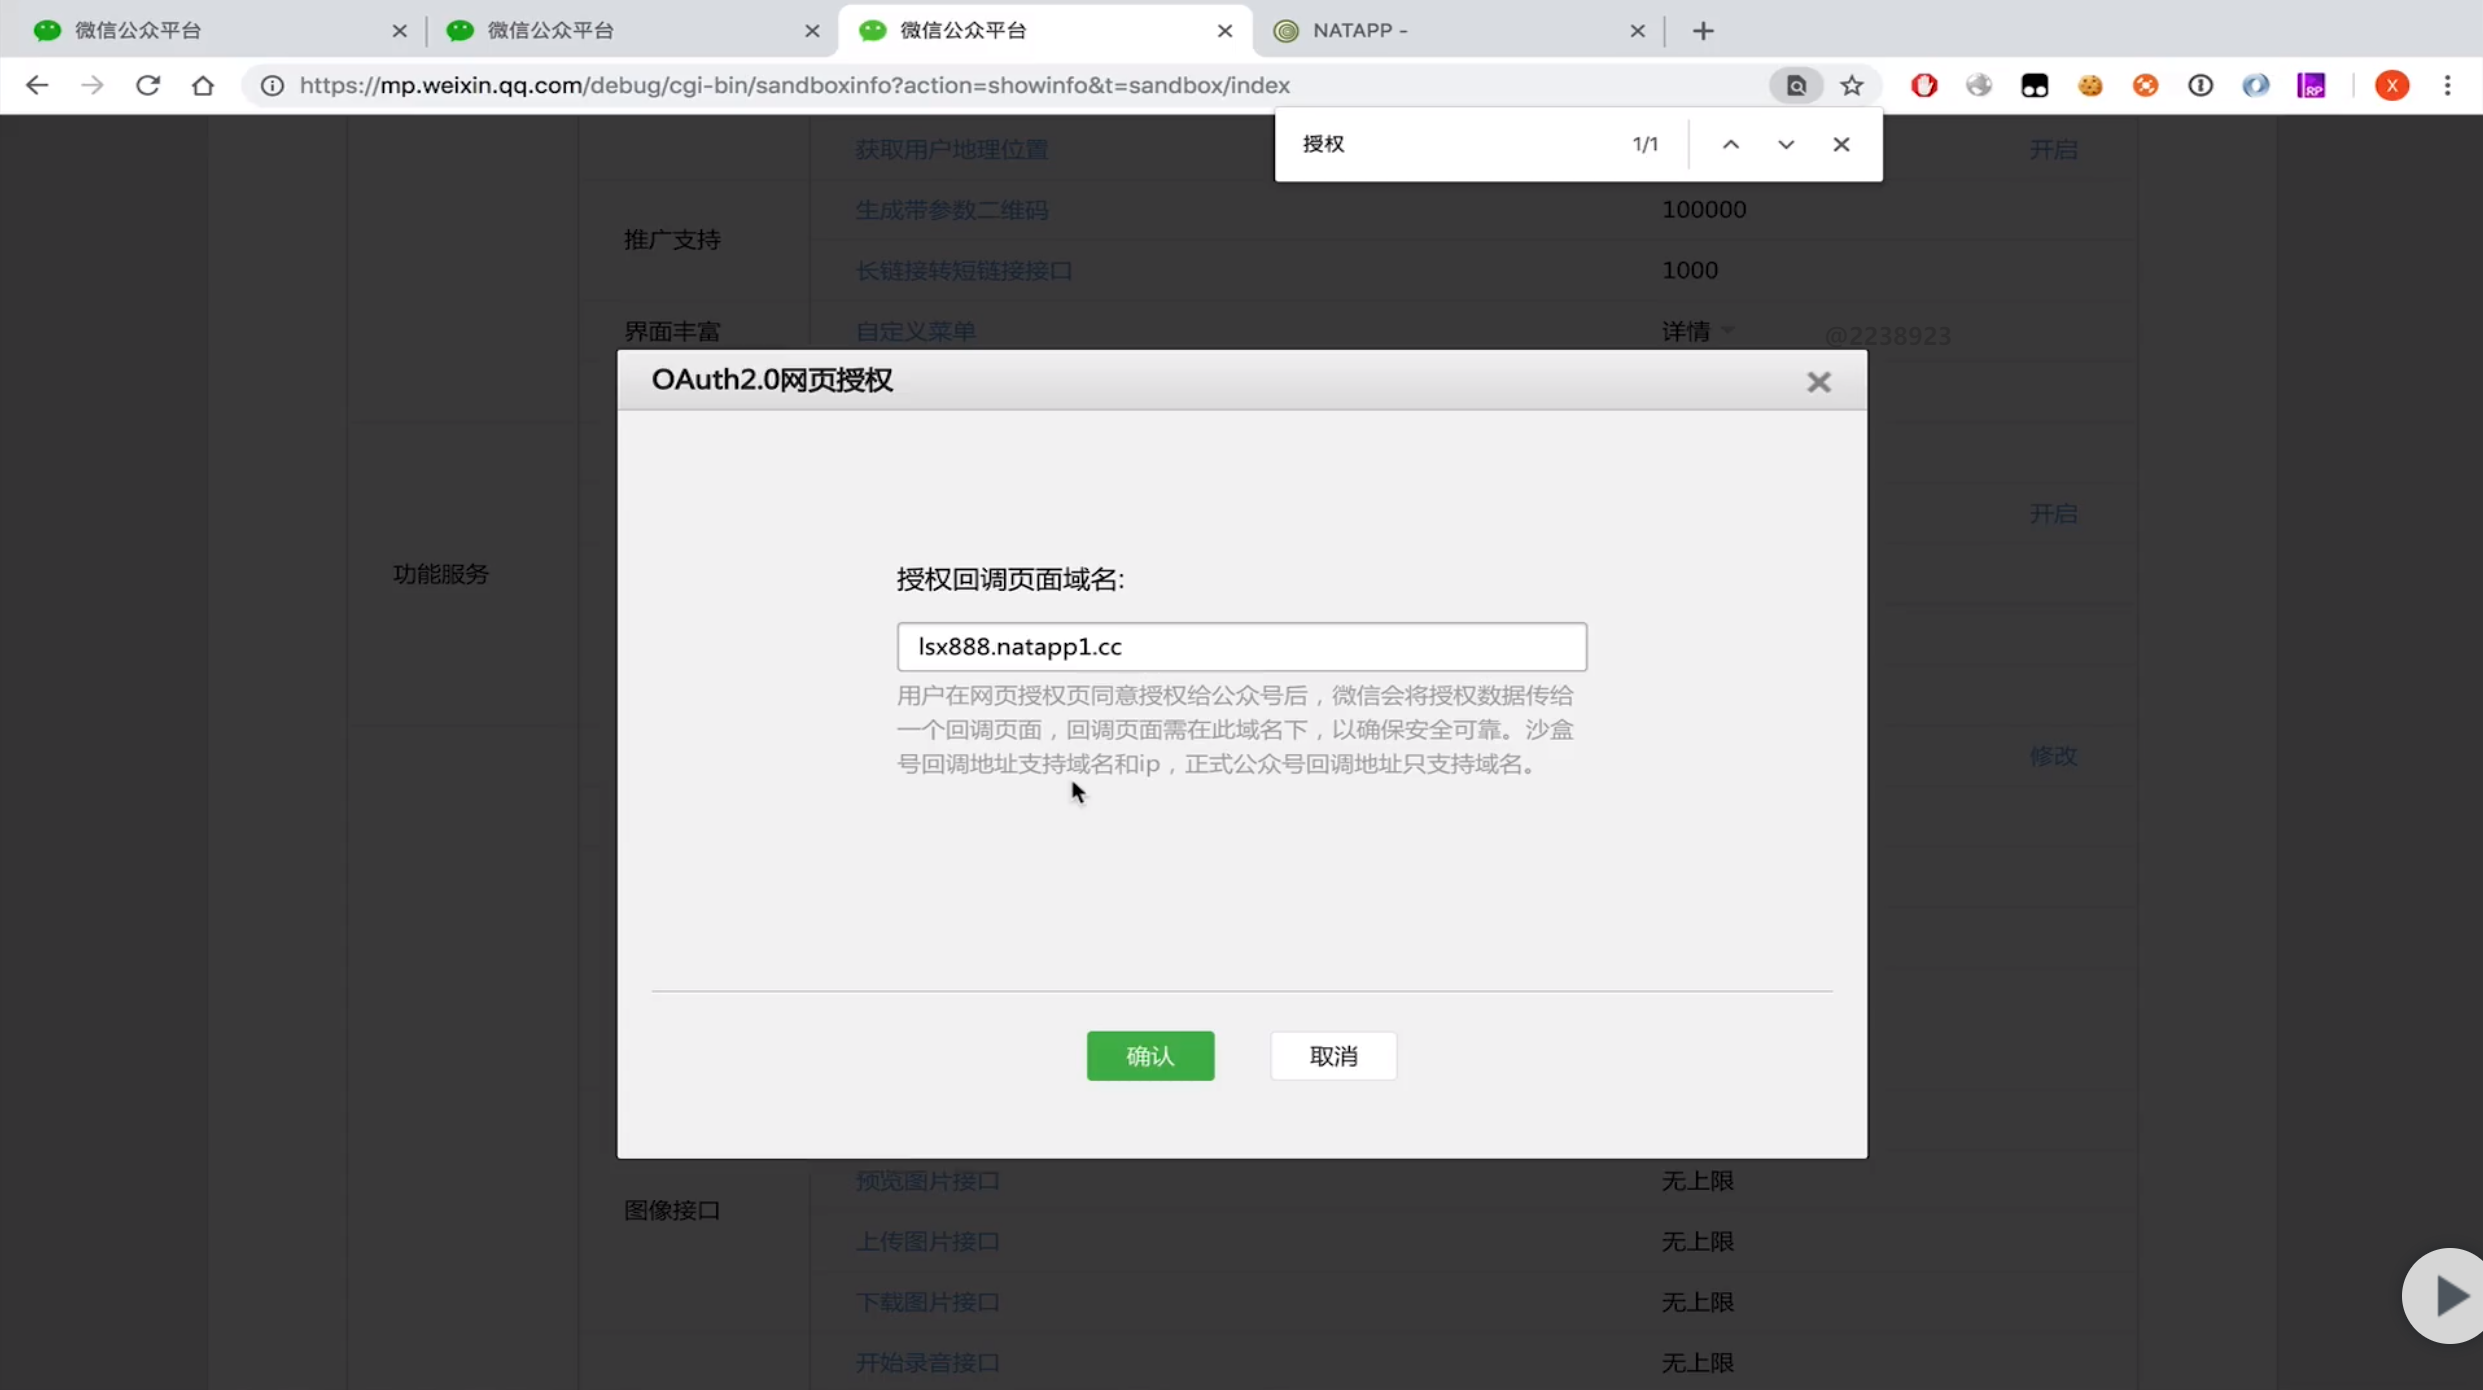 微信公众平台
微信公众平台
微信公众平台
NATAPP -
https://mp.weixin.qq.com/debug/cgi-bin/sandboxinfo?action=showinfo&t=sandbox/index
授权 1/1
获取用户地理位置 开启
推广支持
生成带参数二维码 100000
长链接转短链接接口 1000
界面丰富 自定义菜单 详情
@2238923
OAuth2.0网页授权
开启
功能服务
授权回调页面域名:
lsx888.natapp1.cc
用户在网页授权页同意授权给公众号后，微信会将授权数据传给
一个回调页面，回调页面需在此域名下，以确保安全可靠。沙盒
号回调地址支持域名和ip，正式公众号回调地址只支持域名。
修改
确认 取消
图像接口
预览图片接口 无上限
上传图片接口 无上限
下载图片接口 无上限
开始录音接口 无上限
RP
X